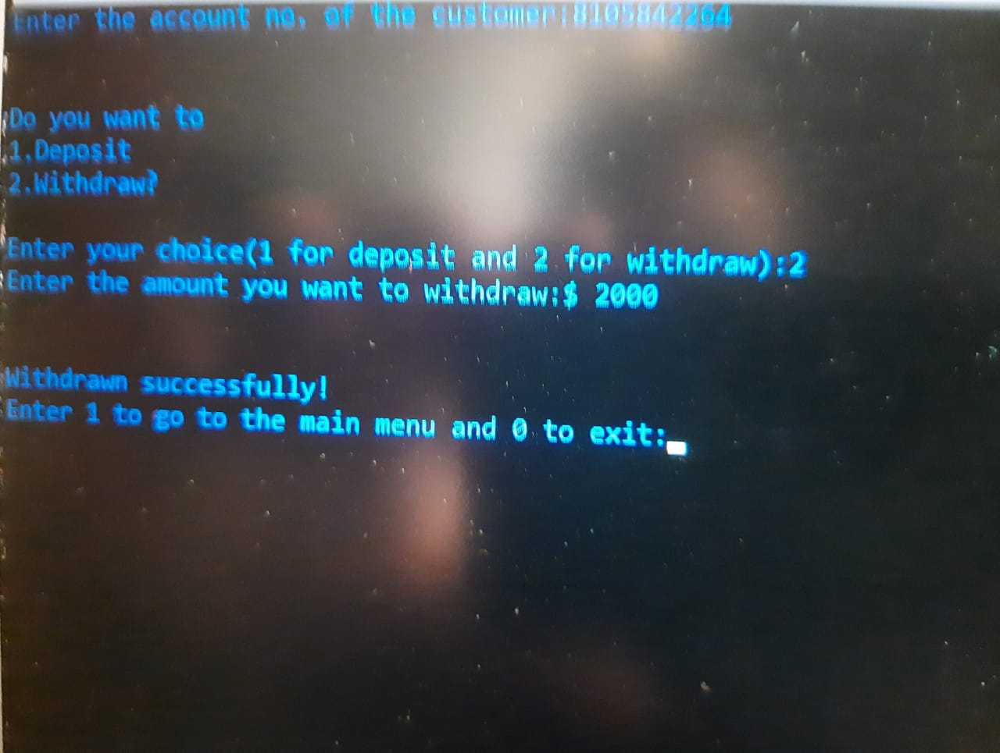 Enter the account no. of the customer:8105842264
Do you want to
1.Deposit
2.Withdraw?
Enter your choice(1 for deposit and 2 for withdraw):2
Enter the amount you want to withdraw:$ 2000
Withdrawn successfully!
Enter 1 to go to the main menu and 0 to exit: